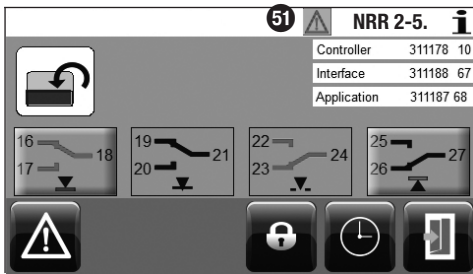 51 NRR 2-5. i
Controller 311178 10
Interface 311188 67
Application 311187 68
16 17 18
19 20 21
22 23 24
25 26 27